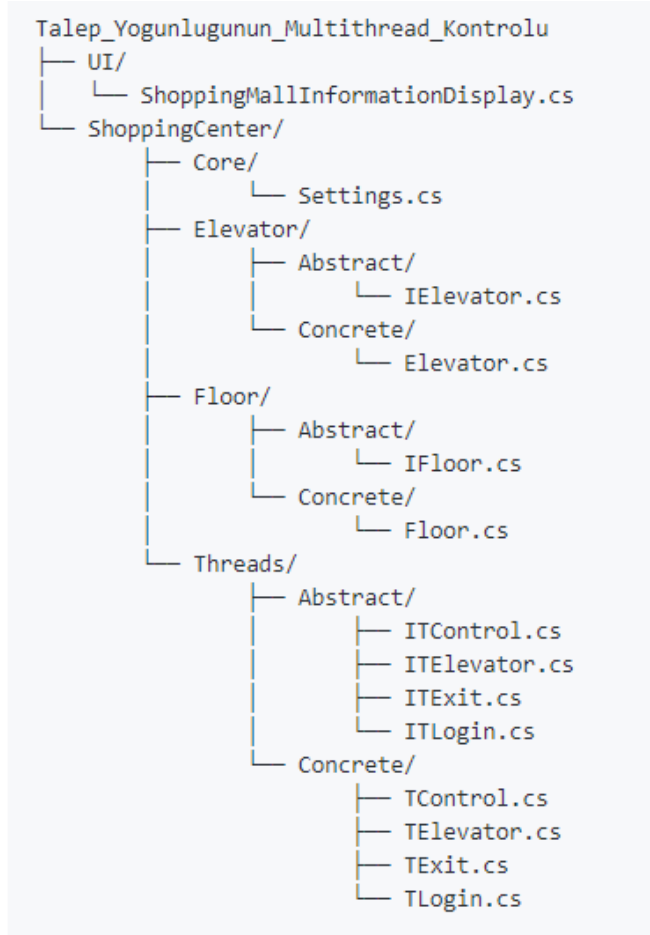 Talep_Yogunlugunun_Multithread_Kontrolu
├── UI/
│   └── ShoppingMallInformationDisplay.cs
└── ShoppingCenter/
        ├── Core/
        │       └── Settings.cs
        ├── Elevator/
        │       ├── Abstract/
        │       │       └── IElevator.cs
        │       └── Concrete/
        │               └── Elevator.cs
        ├── Floor/
        │       ├── Abstract/
        │       │       └── IFloor.cs
        │       └── Concrete/
        │               └── Floor.cs
        └── Threads/
                ├── Abstract/
                │       ├── ITControl.cs
                │       ├── ITElevator.cs
                │       ├── ITExit.cs
                │       └── ITLogin.cs
                └── Concrete/
                        ├── TControl.cs
                        ├── TElevator.cs
                        ├── TExit.cs
                        └── TLogin.cs